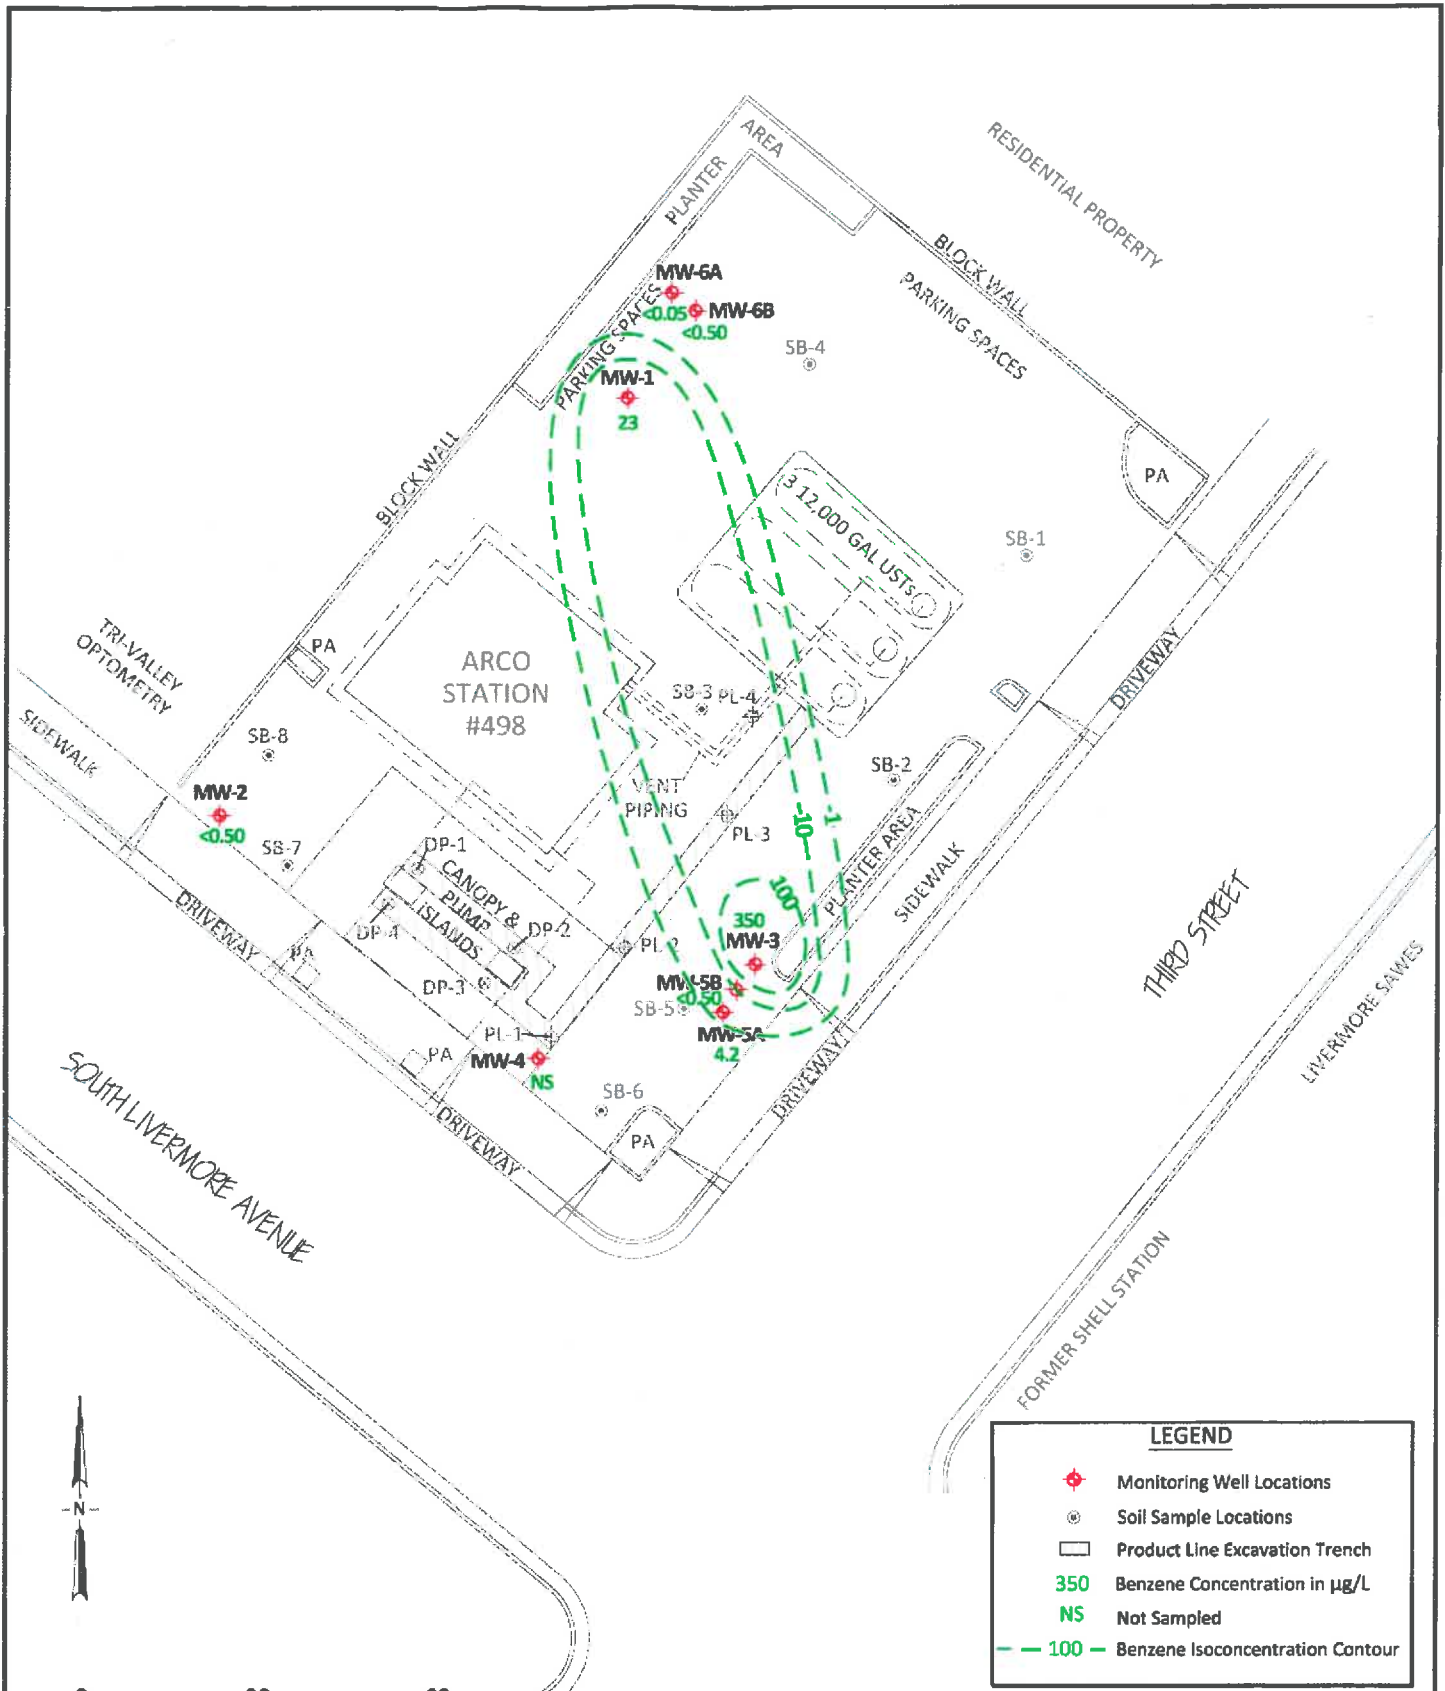 AREA
PLANTER
RESIDENTIAL PROPERTY
BLOCK WALL
PARKING SPACES
MW-6A
<0.05
MW-6B
<0.50
PARKING SPACES
SB-4
MW-1
23
BLOCK WALL
PA
3 12,000 GAL USTs
SB-1
TRI-VALLEY
OPTOMETRY
PA
ARCO
STATION
#498
SB-3
PL-4
DRIVEWAY
SIDEWALK
SB-8
SB-2
MW-2
<0.50
VENT
PIPING
PL-3
10
1
SB-7
DP-1
CANOPY &
PUMP
ISLANDS
100
PLANTER AREA
SIDEWALK
DRIVEWAY
DP-4
DP-2
350
MW-3
PA
PL-2
THIRD STREET
DP-3
MW-5B
<0.50
SB-5
PL-1
MW-5A
4.2
PA
MW-4
NS
LIVERMORE SAWES
DRIVEWAY
SB-6
DRIVEWAY
PA
SOUTH LIVERMORE AVENUE
FORMER SHELL STATION
N
LEGEND
Monitoring Well Locations
Soil Sample Locations
Product Line Excavation Trench
350 Benzene Concentration in µg/L
NS Not Sampled
100 Benzene Isoconcentration Contour